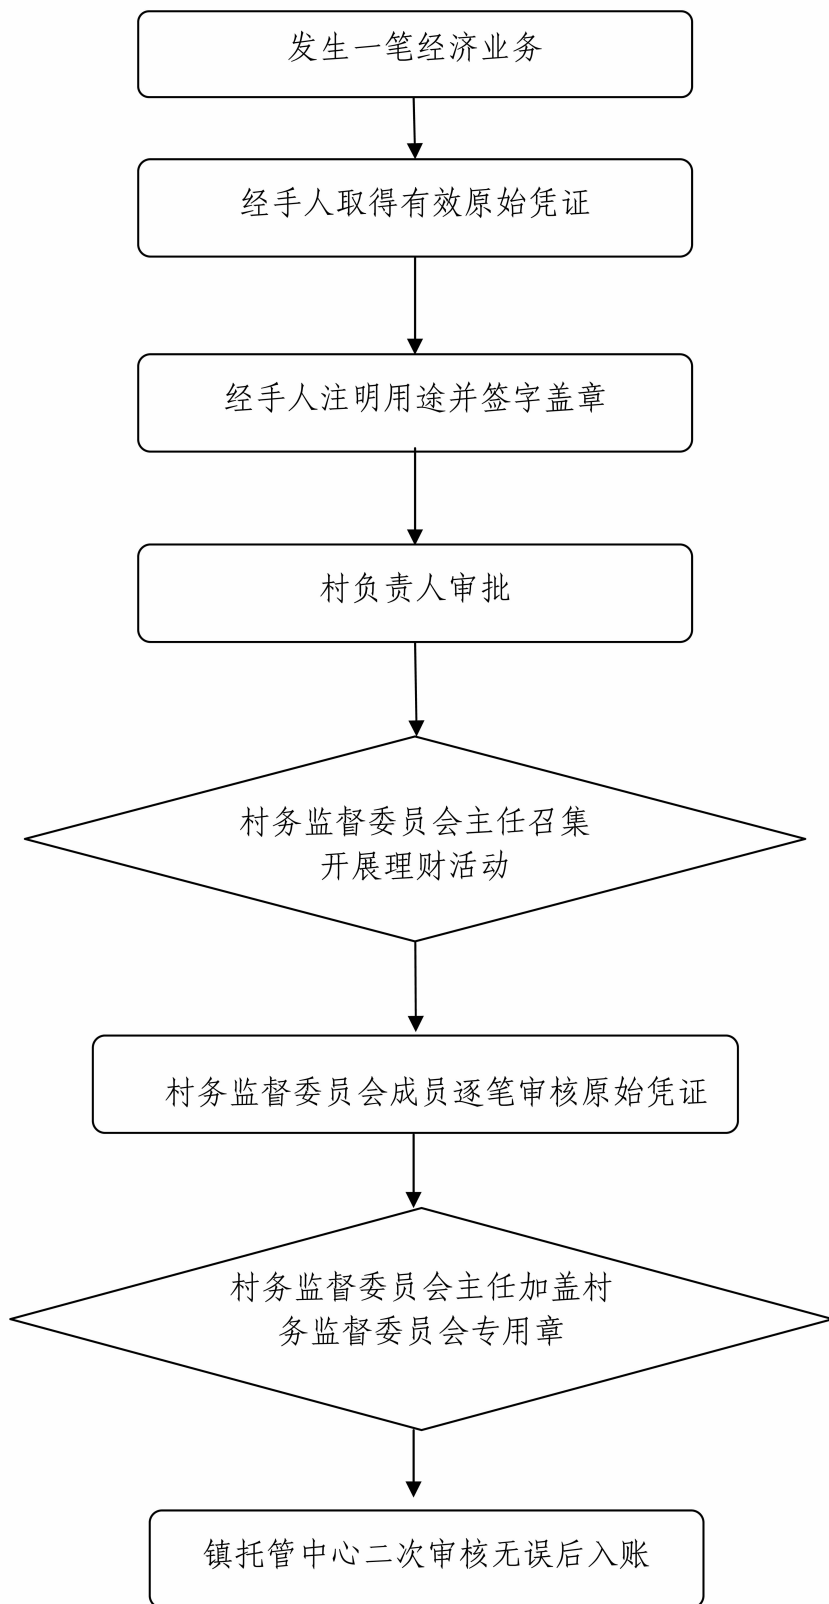 发生一笔经济业务
经手人取得有效原始凭证
经手人注明用途并签字盖章
村负责人审批
村务监督委员会主任召集
开展理财活动
村务监督委员会成员逐笔审核原始凭证
村务监督委员会主任加盖村
务监督委员会专用章
镇托管中心二次审核无误后入账